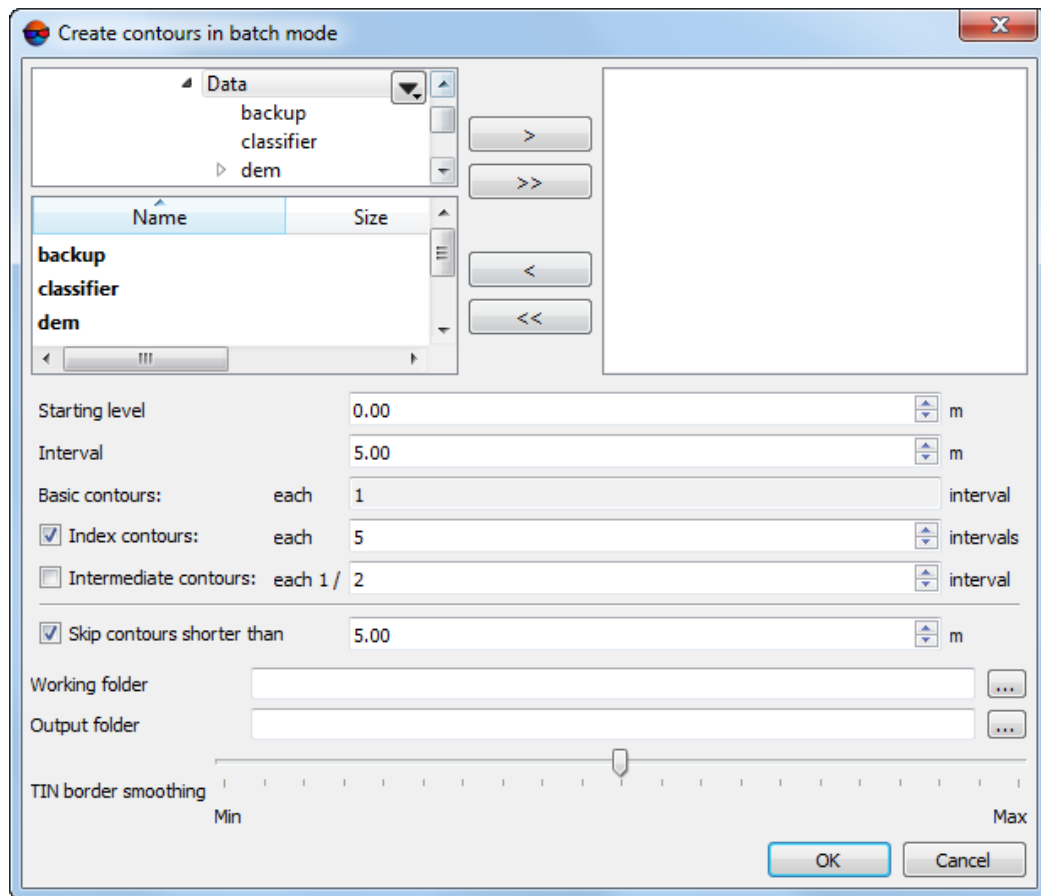 Create contours in batch mode
Data
backup
classifier
dem
Name Size
backup
classifier
dem
>
>>
<
<<
Starting level 0.00 m
Interval 5.00 m
Basic contours: each 1 interval
Index contours: each 5 intervals
Intermediate contours: each 1 / 2 interval
Skip contours shorter than 5.00 m
Working folder ...
Output folder ...
TIN border smoothing
Min Max
OK Cancel